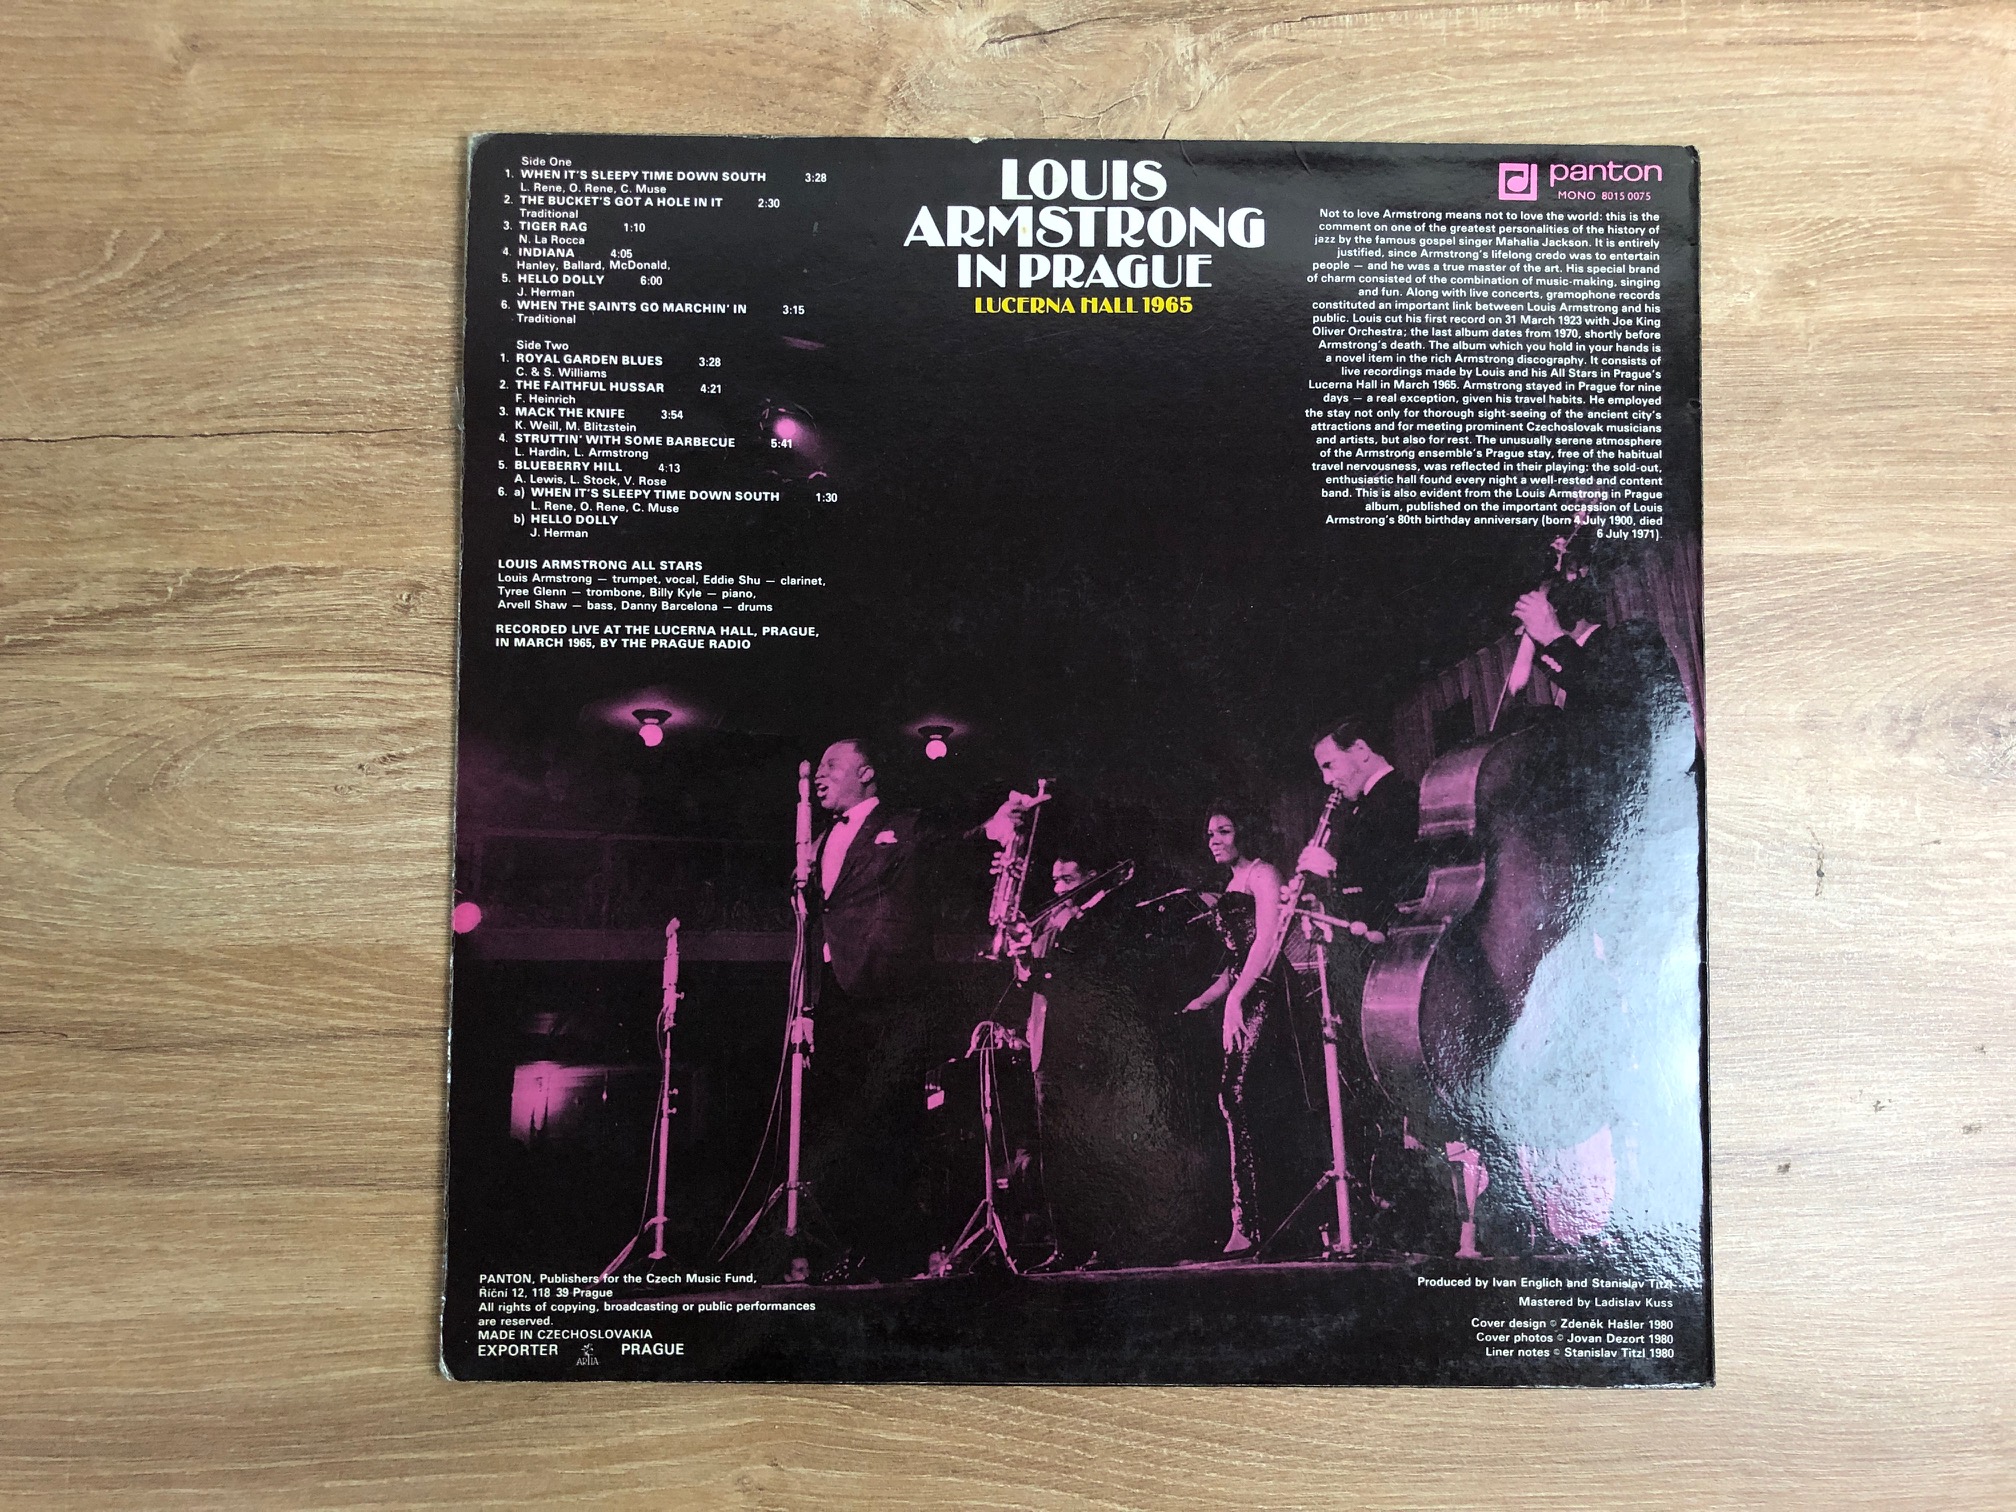 Side One
1. WHEN IT'S SLEEPY TIME DOWN SOUTH 3:28
L. Rene, O. Rene, C. Muse
2. THE BUCKET'S GOT A HOLE IN IT 2:30
Traditional
3. TIGER RAG 1:10
N. La Rocca
4. INDIANA 4:05
Hanley, Ballard, McDonald,
5. HELLO DOLLY 6:00
J. Herman
6. WHEN THE SAINTS GO MARCHIN' IN 3:15
Traditional
Side Two
1. ROYAL GARDEN BLUES 3:28
C. & S. Williams
2. THE FAITHFUL HUSSAR 4:21
F. Heinrich
3. MACK THE KNIFE 3:54
K. Weill, M. Blitzstein
4. STRUTTIN' WITH SOME BARBECUE 5:41
L. Hardin, L. Armstrong
5. BLUEBERRY HILL 4:13
A. Lewis, L. Stock, V. Rose
6. a) WHEN IT'S SLEEPY TIME DOWN SOUTH 1:30
L. Rene, O. Rene, C. Muse
b) HELLO DOLLY
J. Herman
LOUIS ARMSTRONG ALL STARS
Louis Armstrong — trumpet, vocal, Eddie Shu — clarinet,
Tyree Glenn — trombone, Billy Kyle — piano,
Arvell Shaw — bass, Danny Barcelona — drums
RECORDED LIVE AT THE LUCERNA HALL, PRAGUE,
IN MARCH 1965, BY THE PRAGUE RADIO
LOUIS
ARMSTRONG
IN PRAGUE
LUCERNA HALL 1965
panton
MONO 8015 0075
Not to love Armstrong means not to love the world: this is the
comment on one of the greatest personalities of the history of
jazz by the famous gospel singer Mahalia Jackson. It is entirely
justified, since Armstrong's lifelong credo was to entertain
people — and he was a true master of the art. His special brand
of charm consisted of the combination of music-making, singing
and fun. Along with live concerts, gramophone records
constituted an important link between Louis Armstrong and his
public. Louis cut his first record on 31 March 1923 with Joe King
Oliver Orchestra; the last album dates from 1970, shortly before
Armstrong's death. The album which you hold in your hands is
a novel item in the rich Armstrong discography. It consists of
live recordings made by Louis and his All Stars in Prague's
Lucerna Hall in March 1965. Armstrong stayed in Prague for nine
days — a real exception, given his travel habits. He employed
the stay not only for thorough sight-seeing of the ancient city's
attractions and for meeting prominent Czechoslovak musicians
and artists, but also for rest. The unusually serene atmosphere
of the Armstrong ensemble's Prague stay, free of the habitual
travel nervousness, was reflected in their playing: the sold-out,
enthusiastic hall found every night a well-rested and content
band. This is also evident from the Louis Armstrong in Prague
album, published on the important occassion of Louis
Armstrong's 80th birthday anniversary (born 4 July 1900, died
6 July 1971).
PANTON, Publishers for the Czech Music Fund,
Říční 12, 118 39 Prague
All rights of copying, broadcasting or public performances
are reserved.
MADE IN CZECHOSLOVAKIA
EXPORTER ARTIA PRAGUE
Produced by Ivan Englich and Stanislav Titzl
Mastered by Ladislav Kuss
Cover design © Zdeněk Hašler 1980
Cover photos © Jovan Dezort 1980
Liner notes © Stanislav Titzl 1980